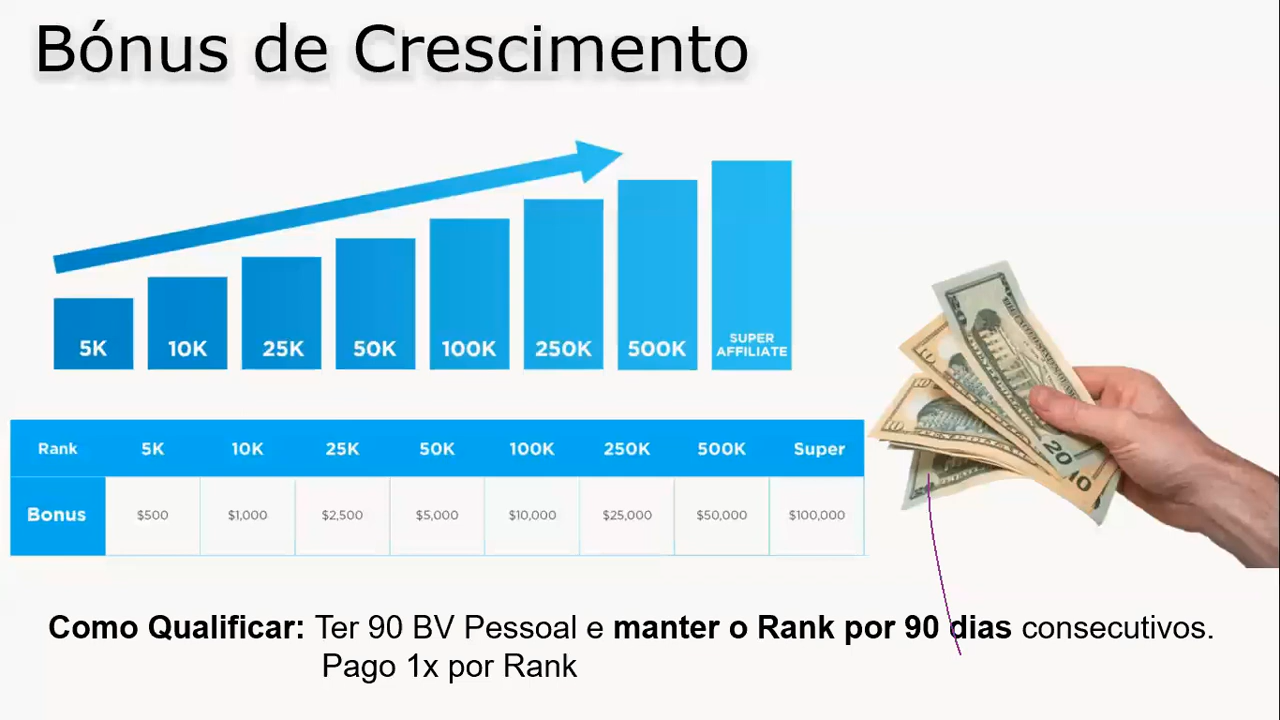 Bónus de Crescimento
5K 10K 25K 50K 100K 250K 500K SUPER AFFILIATE
Rank 5K 10K 25K 50K 100K 250K 500K Super
Bonus $500 $1,000 $2,500 $5,000 $10,000 $25,000 $50,000 $100,000
Como Qualificar: Ter 90 BV Pessoal e manter o Rank por 90 dias consecutivos.
Pago 1x por Rank